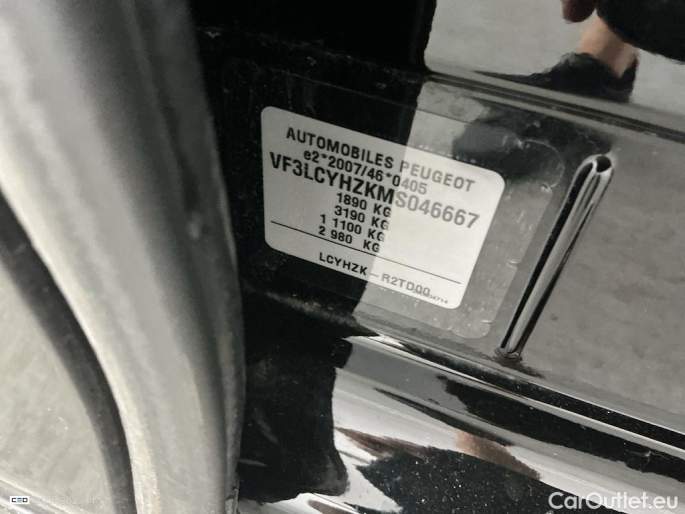 AUTOMOBILES PEUGEOT
e2*2007/46*0405
VF3LCYHZKMS046667
1890 KG
3190 KG
1 1100 KG
2 980 KG
LCYHZK-R2TD00
CarOutlet.eu